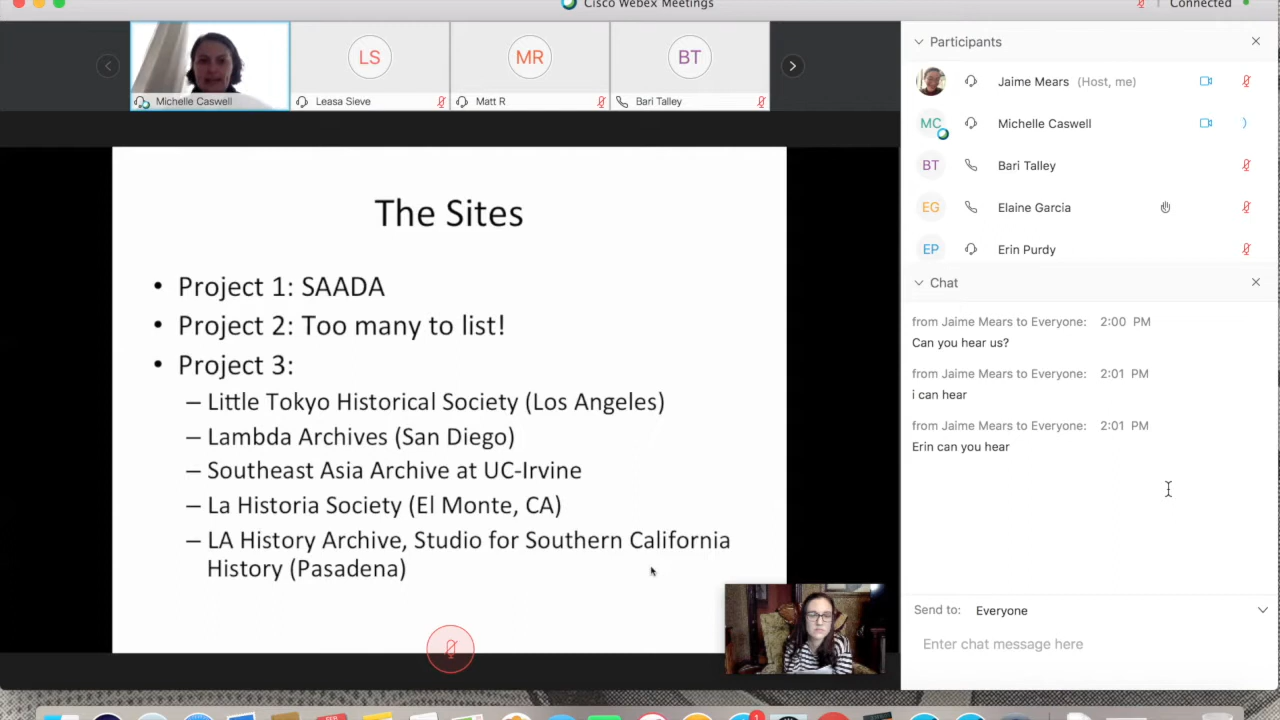 Cisco Webex Meetings
Connected
LS
MR
BT
Michelle Caswell
Leasa Sieve
Matt R
Bari Talley
The Sites
• Project 1: SAADA
• Project 2: Too many to list!
• Project 3:
– Little Tokyo Historical Society (Los Angeles)
– Lambda Archives (San Diego)
– Southeast Asia Archive at UC-Irvine
– La Historia Society (El Monte, CA)
– LA History Archive, Studio for Southern California
History (Pasadena)
Participants
Jaime Mears (Host, me)
MC Michelle Caswell
BT Bari Talley
EG Elaine Garcia
EP Erin Purdy
Chat
from Jaime Mears to Everyone: 2:00 PM
Can you hear us?
from Jaime Mears to Everyone: 2:01 PM
i can hear
from Jaime Mears to Everyone: 2:01 PM
Erin can you hear
Send to: Everyone
Enter chat message here
FEB
1